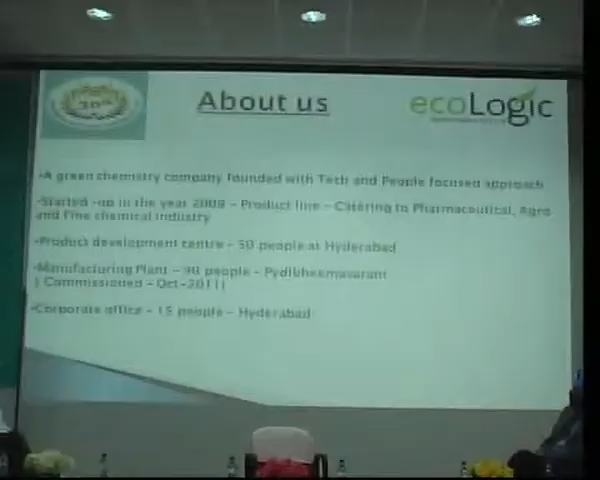 About us
ecoLogic
-A green chemistry company founded with Tech and People focused approach
-Started -up in the year 2009 - Product line - Catering to Pharmaceutical, Agro
and Fine chemical industry
-Product development centre - 50 people at Hyderabad
-Manufacturing Plant - 90 people - Pydibheemavaram
( Commissioned - Oct-2011)
-Corporate office - 15 people - Hyderabad